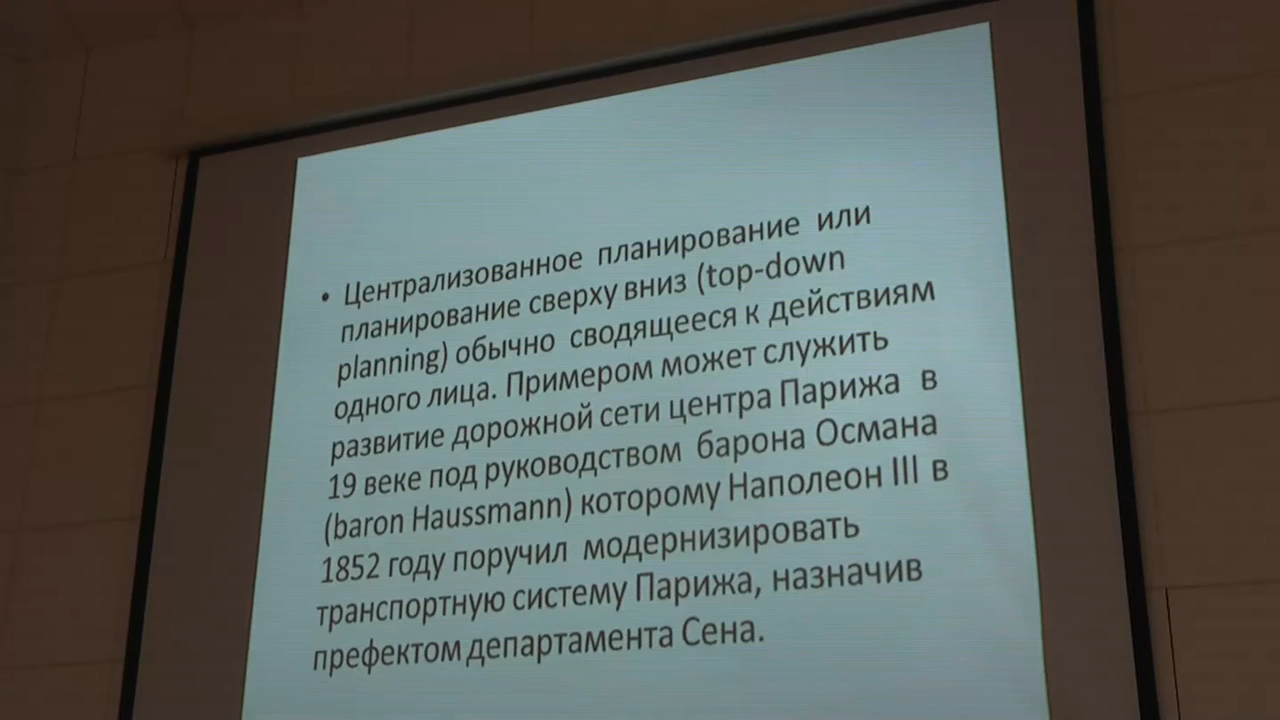 • Централизованное планирование или
планирование сверху вниз (top-down
planning) обычно сводящееся к действиям
одного лица. Примером может служить
развитие дорожной сети центра Парижа в
19 веке под руководством барона Османа
(baron Haussmann) которому Наполеон III в
1852 году поручил модернизировать
транспортную систему Парижа, назначив
префектом департамента Сена.